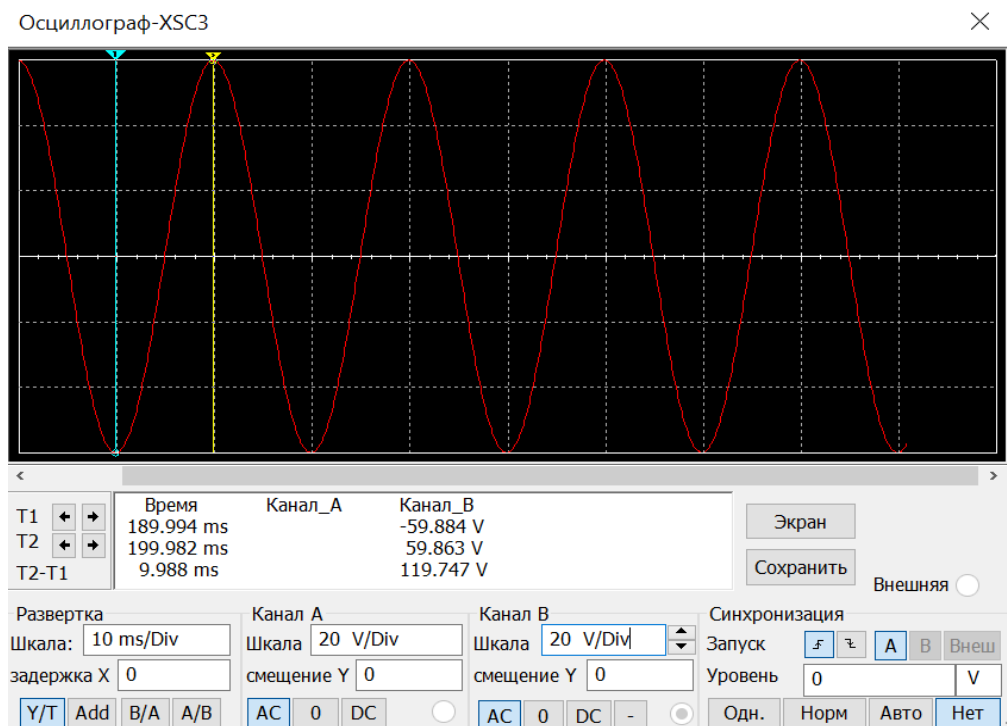 Осциллограф-XSC3
1
2
Время Канал_A Канал_B
T1 189.994 ms -59.884 V
T2 199.982 ms 59.863 V
T2-T1 9.988 ms 119.747 V
Экран
Сохранить
Внешняя
Развертка Канал A Канал B Синхронизация
Шкала: 10 ms/Div Шкала 20 V/Div Шкала 20 V/Div Запуск A B Внеш
задержка X 0 смещение Y 0 смещение Y 0 Уровень 0 V
Y/T Add B/A A/B AC 0 DC AC 0 DC - Одн. Норм Авто Нет